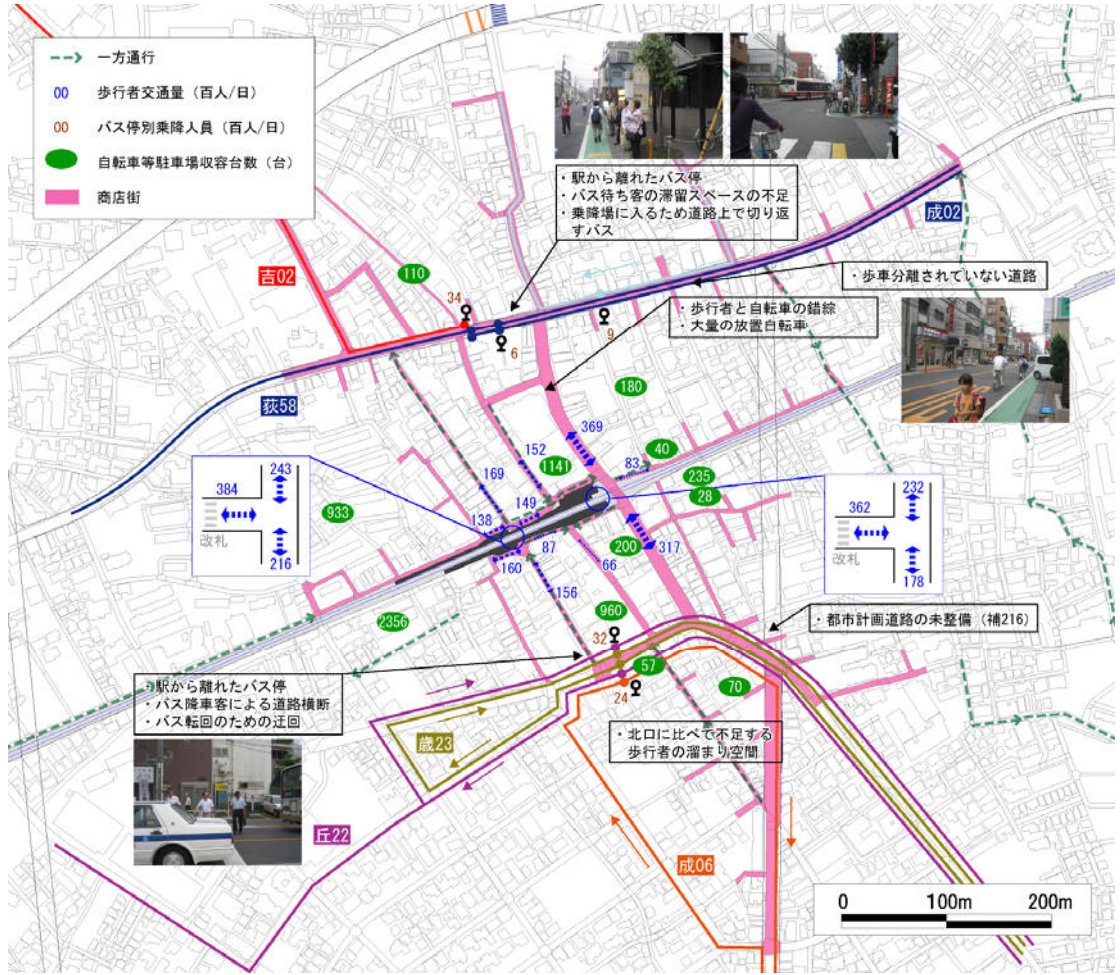 一方通行
00 歩行者交通量（百人/日）
00 バス停別乗降人員（百人/日）
自転車等駐車場収容台数（台）
商店街
・駅から離れたバス停
・バス待ち客の滞留スペースの不足
・乗降場に入るため道路上で切り返
すバス
成02
・歩車分離されていない道路
吉02
110
34
6
9
・歩行者と自転車の錯綜
・大量の放置自転車
荻58
180
369
152
1141
40
83
235
28
169
149
138
933
384
243
改札
216
362
232
改札
178
87
200
317
160
66
156
960
2356
32
57
24
70
・都市計画道路の未整備（補216）
・駅から離れたバス停
・バス降車客による道路横断
・バス転回のための迂回
歳23
・北口に比べて不足する
歩行者の溜まり空間
丘22
成06
0 100m 200m